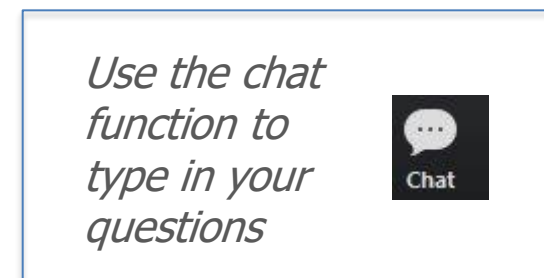 Use the chat
function to
type in your
questions
Chat